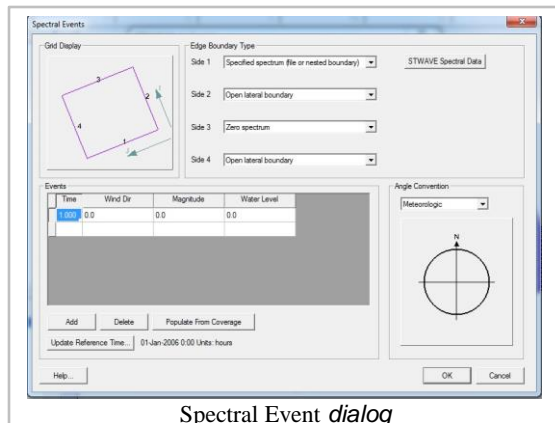 Spectral Events
Grid Display
3
2
4
1
Edge Boundary Type
Side 1 Specified spectrum (file or nested boundary)
STWAVE Spectral Data
Side 2 Open lateral boundary
Side 3 Zero spectrum
Side 4 Open lateral boundary
Events
Time Wind Dir Magnitude Water Level
1.000 0.0 0.0 0.0
Add Delete Populate From Coverage
Update Reference Time... 01-Jan-2006 0:00 Units: hours
Angle Convention
Meteorologic
N
Help... OK Cancel
Spectral Event dialog